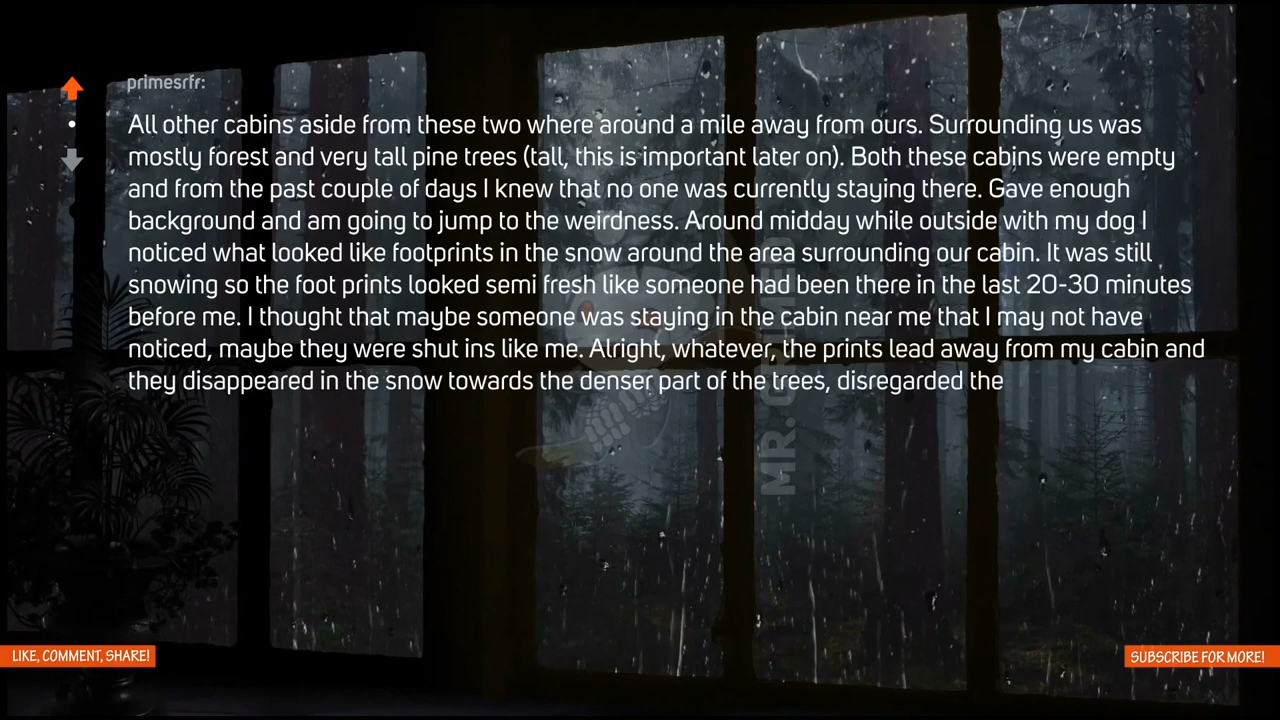 primesrfr:
All other cabins aside from these two where around a mile away from ours. Surrounding us was
mostly forest and very tall pine trees (tall, this is important later on). Both these cabins were empty
and from the past couple of days I knew that no one was currently staying there. Gave enough
background and am going to jump to the weirdness. Around midday while outside with my dog I
noticed what looked like footprints in the snow around the area surrounding our cabin. It was still
snowing so the foot prints looked semi fresh like someone had been there in the last 20-30 minutes
before me. I thought that maybe someone was staying in the cabin near me that I may not have
noticed, maybe they were shut ins like me. Alright, whatever, the prints lead away from my cabin and
they disappeared in the snow towards the denser part of the trees, disregarded the
MR. GRIMED
LIKE, COMMENT, SHARE!
SUBSCRIBE FOR MORE!